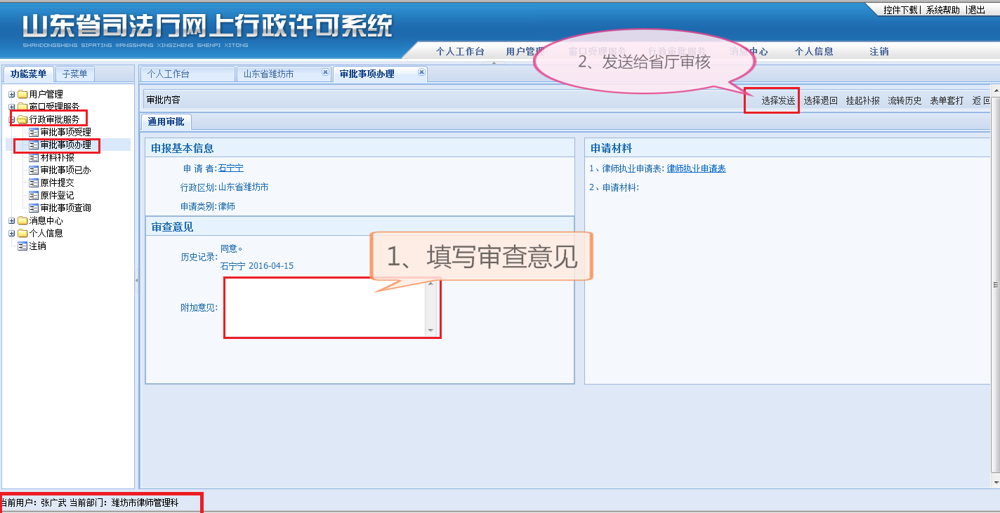 控件下载| 系统帮助 |退出
山东省司法厅网上行政许可系统
SHANDONGSHENG SIFATING WANGSHANG XINGZHENG SHENPI XITONG
个人工作台 用户管理 窗口受理服务 行政审批服务 消息中心 个人信息 注销
2、发送给省厅审核
功能菜单 子菜单
个人工作台 山东省潍坊市 审批事项办理
审批内容
选择发送 选择退回 挂起补报 流转历史 表单套打 返 回
用户管理
窗口受理服务
行政审批服务
审批事项受理
审批事项办理
材料补报
审批事项已办
原件提交
原件登记
审批事项查询
消息中心
个人信息
注销
通用审批
申报基本信息
申 请 者:石宁宁
行政区划:山东省潍坊市
申请类别:律师
审查意见
历史记录:
同意。
石宁宁 2016-04-15
1、填写审查意见
附加意见:
申请材料
1、律师执业申请表:律师执业申请表
2、申请材料:
当前用户：张广武 当前部门：潍坊市律师管理科